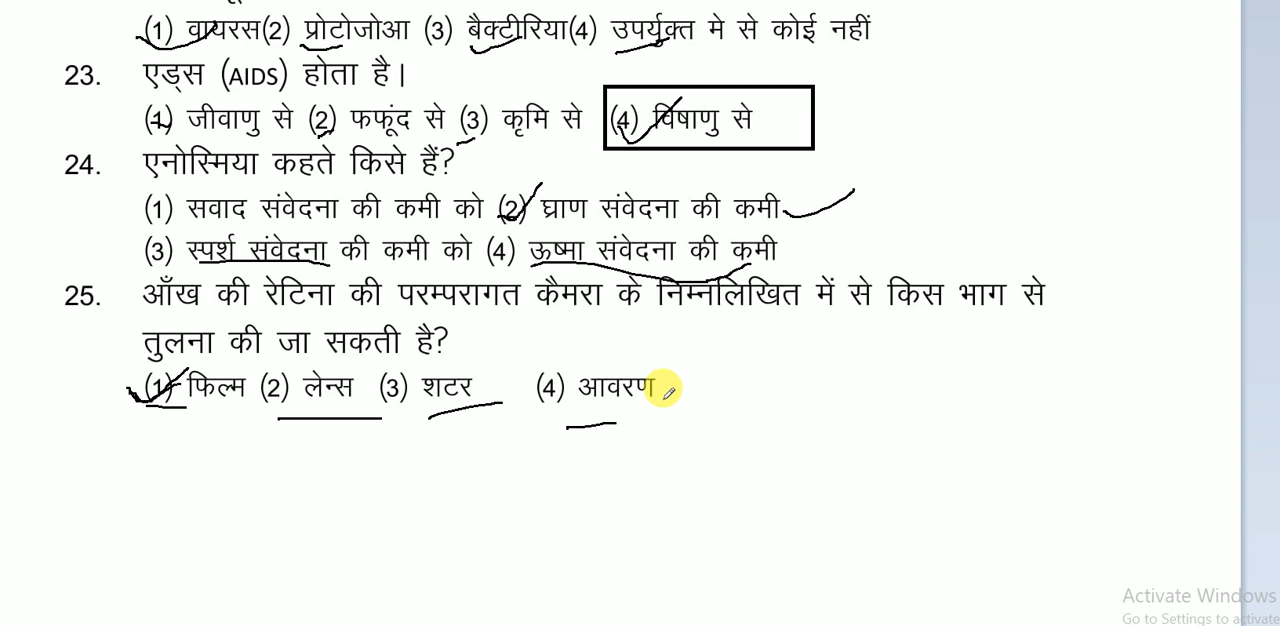 (1) वायरस(2) प्रोटोजोआ (3) बैक्टीरिया(4) उपर्युक्त मे से कोई नहीं
23. एड्स (AIDS) होता है।
(1) जीवाणु से (2) फफूंद से (3) कृमि से (4) विषाणु से
24. एनोस्मिया कहते किसे हैं?
(1) सवाद संवेदना की कमी को (2) घ्राण संवेदना की कमी
(3) स्पर्श संवेदना की कमी को (4) ऊष्मा संवेदना की कमी
25. आँख की रेटिना की परम्परागत कैमरा के निम्नलिखित में से किस भाग से
तुलना की जा सकती है?
(1) फिल्म (2) लेन्स (3) शटर (4) आवरण
Activate Windows
Go to Settings to activate